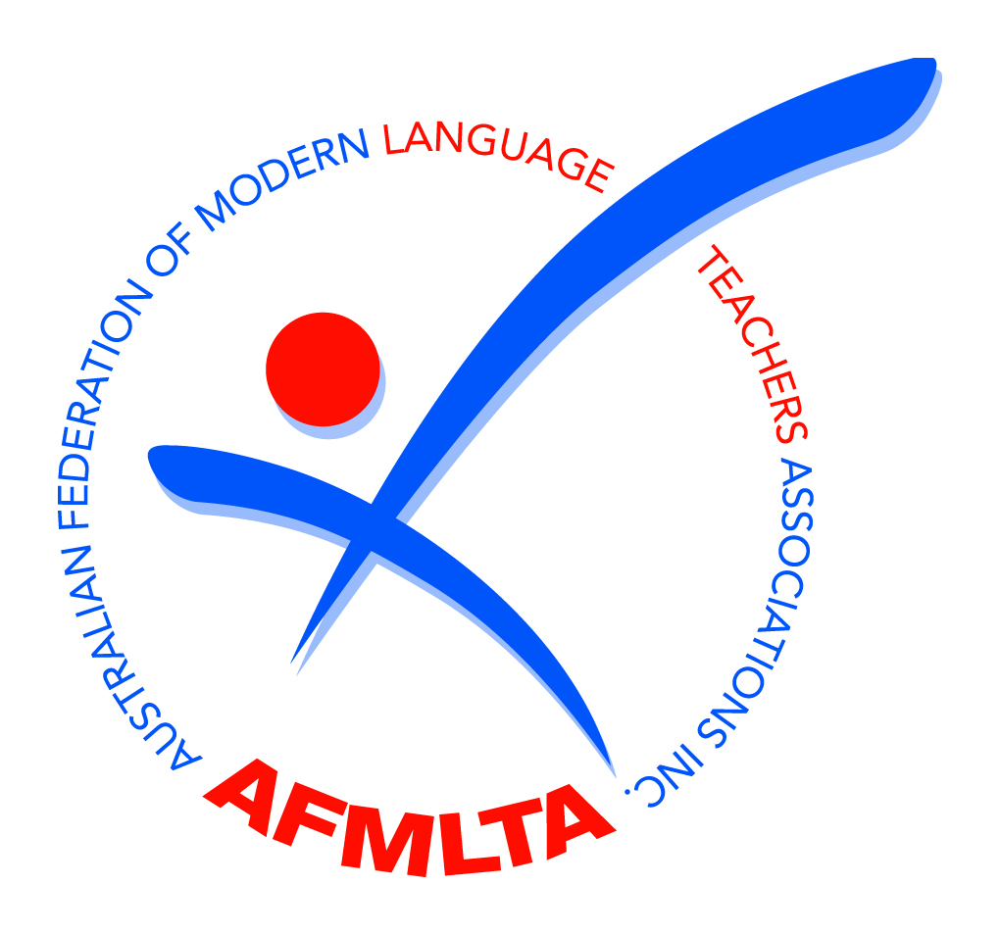 AUSTRALIAN FEDERATION OF MODERN LANGUAGE TEACHERS ASSOCIATIONS INC.
AFMLTA